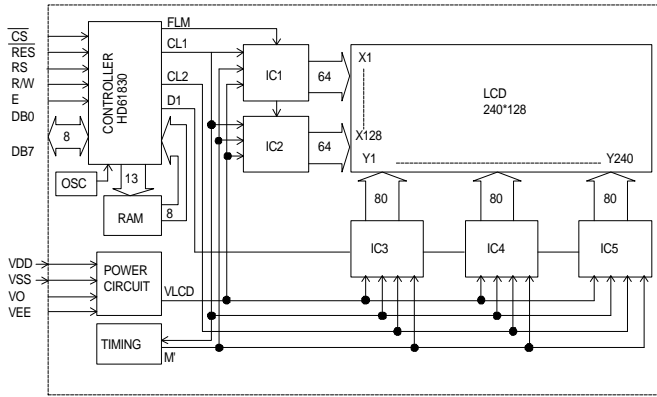 FLM
CS
RES
RS
R/W
E
DB0
DB7
8
CONTROLLER
HD61830
CL1
CL2
D1
OSC
13
RAM
8
IC1
64
IC2
64
X1
X128
LCD
240*128
Y1
Y240
80
80
80
IC3
IC4
IC5
VDD
VSS
VO
VEE
POWER
CIRCUIT
VLCD
TIMING
M'